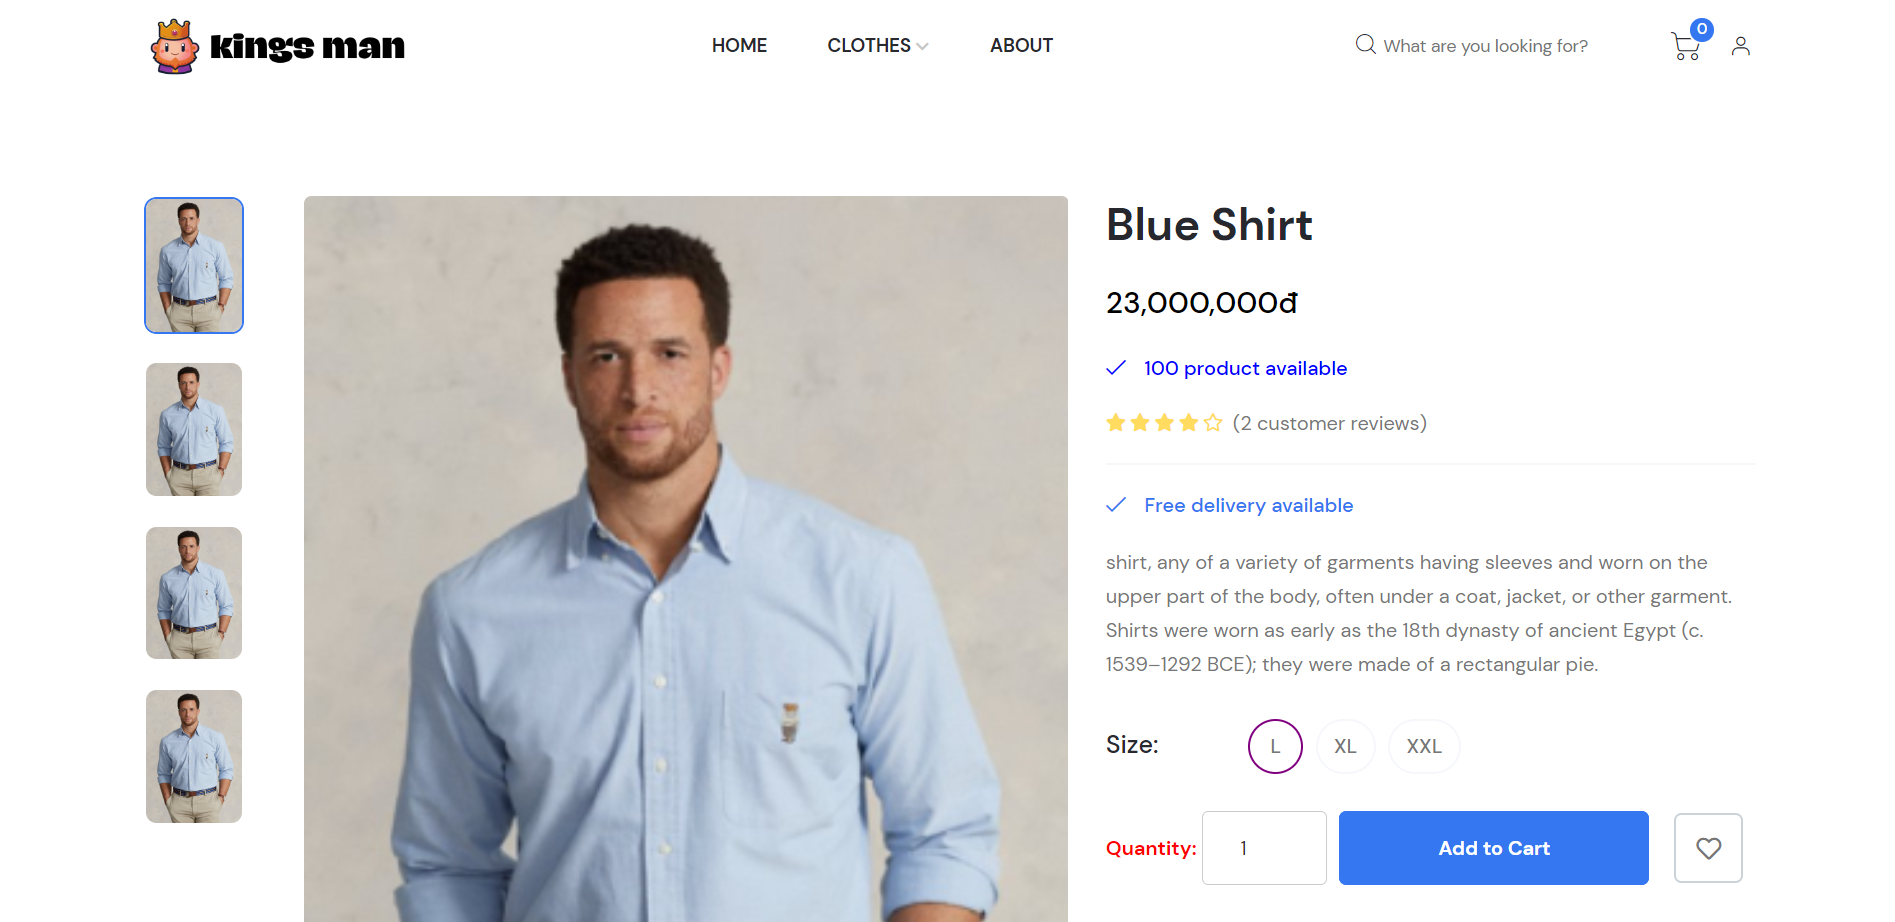 kings man
HOME
CLOTHES
ABOUT
What are you looking for?
0
Blue Shirt
23,000,000đ
100 product available
(2 customer reviews)
Free delivery available
shirt, any of a variety of garments having sleeves and worn on the
upper part of the body, often under a coat, jacket, or other garment.
Shirts were worn as early as the 18th dynasty of ancient Egypt (c.
1539–1292 BCE); they were made of a rectangular pie.
Size:
L
XL
XXL
Quantity:
1
Add to Cart